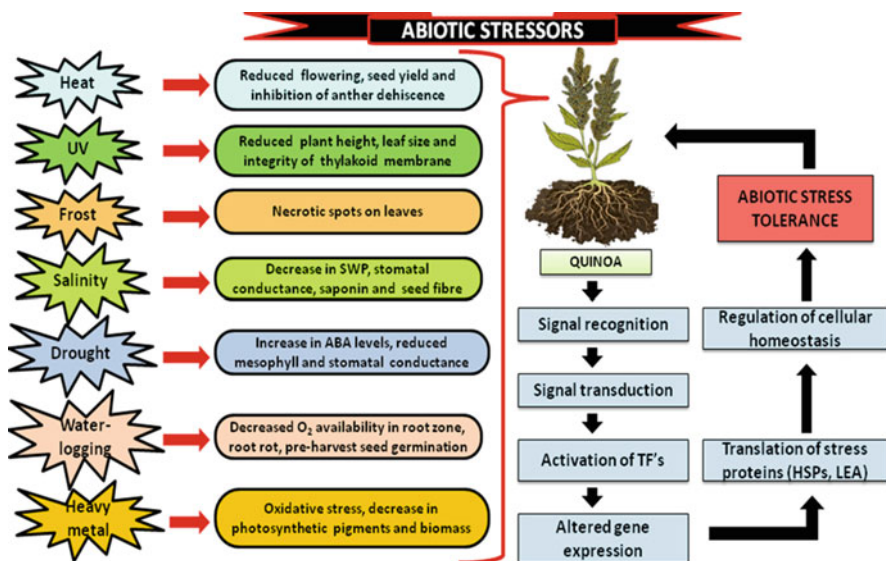 ABIOTIC STRESSORS
Heat
Reduced flowering, seed yield and
inhibition of anther dehiscence
UV
Reduced plant height, leaf size and
integrity of thylakoid membrane
Frost
Necrotic spots on leaves
Salinity
Decrease in SWP, stomatal
conductance, saponin and seed fibre
Drought
Increase in ABA levels, reduced
mesophyll and stomatal conductance
Water-
logging
Decreased O₂ availability in root zone,
root rot, pre-harvest seed germination
Heavy
metal
Oxidative stress, decrease in
photosynthetic pigments and biomass
QUINOA
Signal recognition
Signal transduction
Activation of TF's
Altered gene
expression
Translation of stress
proteins (HSPs, LEA)
Regulation of cellular
homeostasis
ABIOTIC STRESS
TOLERANCE